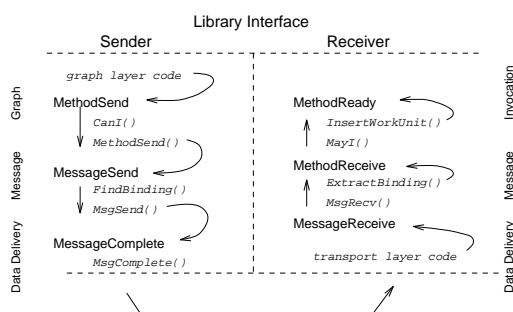 Library Interface
Sender
Receiver
graph layer code
MethodSend
CanI()
MethodSend()
MessageSend
FindBinding()
MsgSend()
MessageComplete
MsgComplete()
MethodReady
InsertWorkUnit()
MayI()
MethodReceive
ExtractBinding()
MsgRecv()
MessageReceive
transport layer code
Graph
Message
Data Delivery
Invocation
Message
Data Delivery